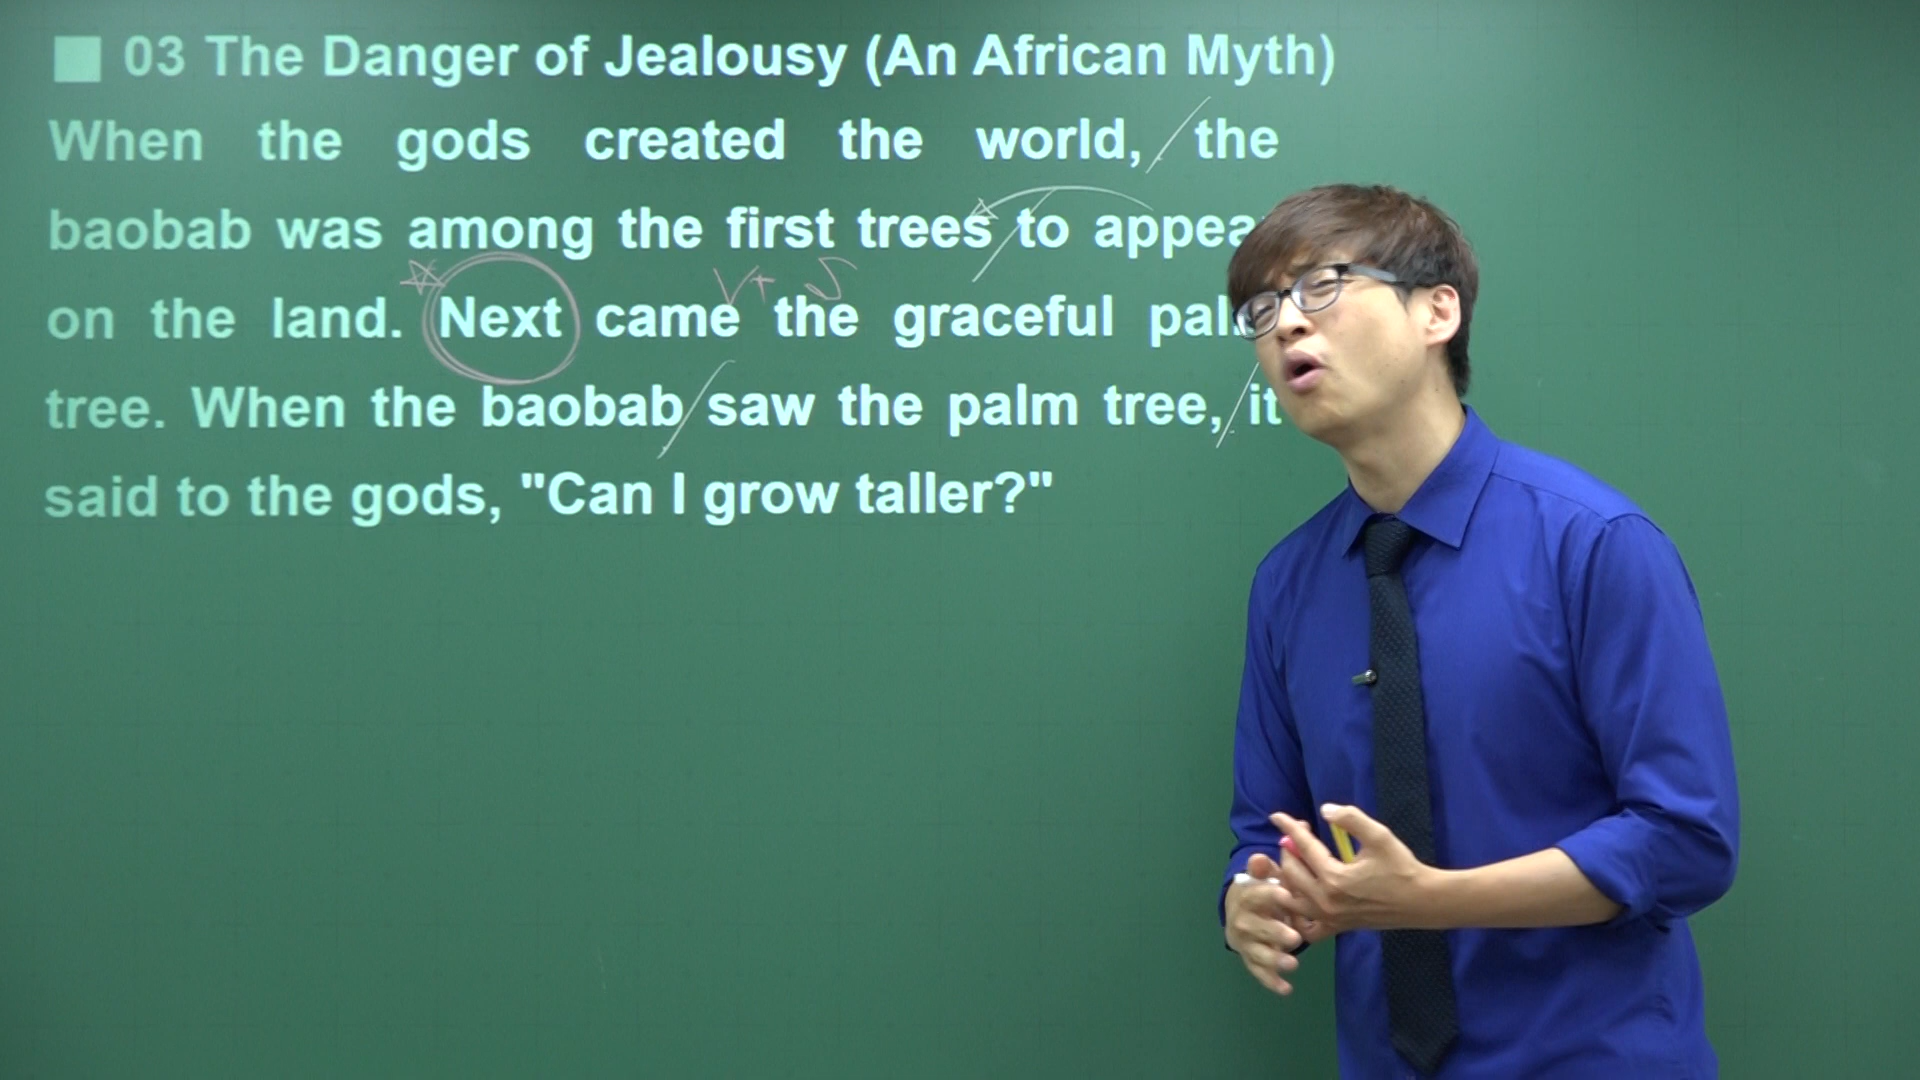 03 The Danger of Jealousy (An African Myth)
When the gods created the world, the
baobab was among the first trees to
V+ S
on the land. Next came the graceful
tree. When the baobab saw the palm tree, it
said to the gods, "Can I grow taller?"